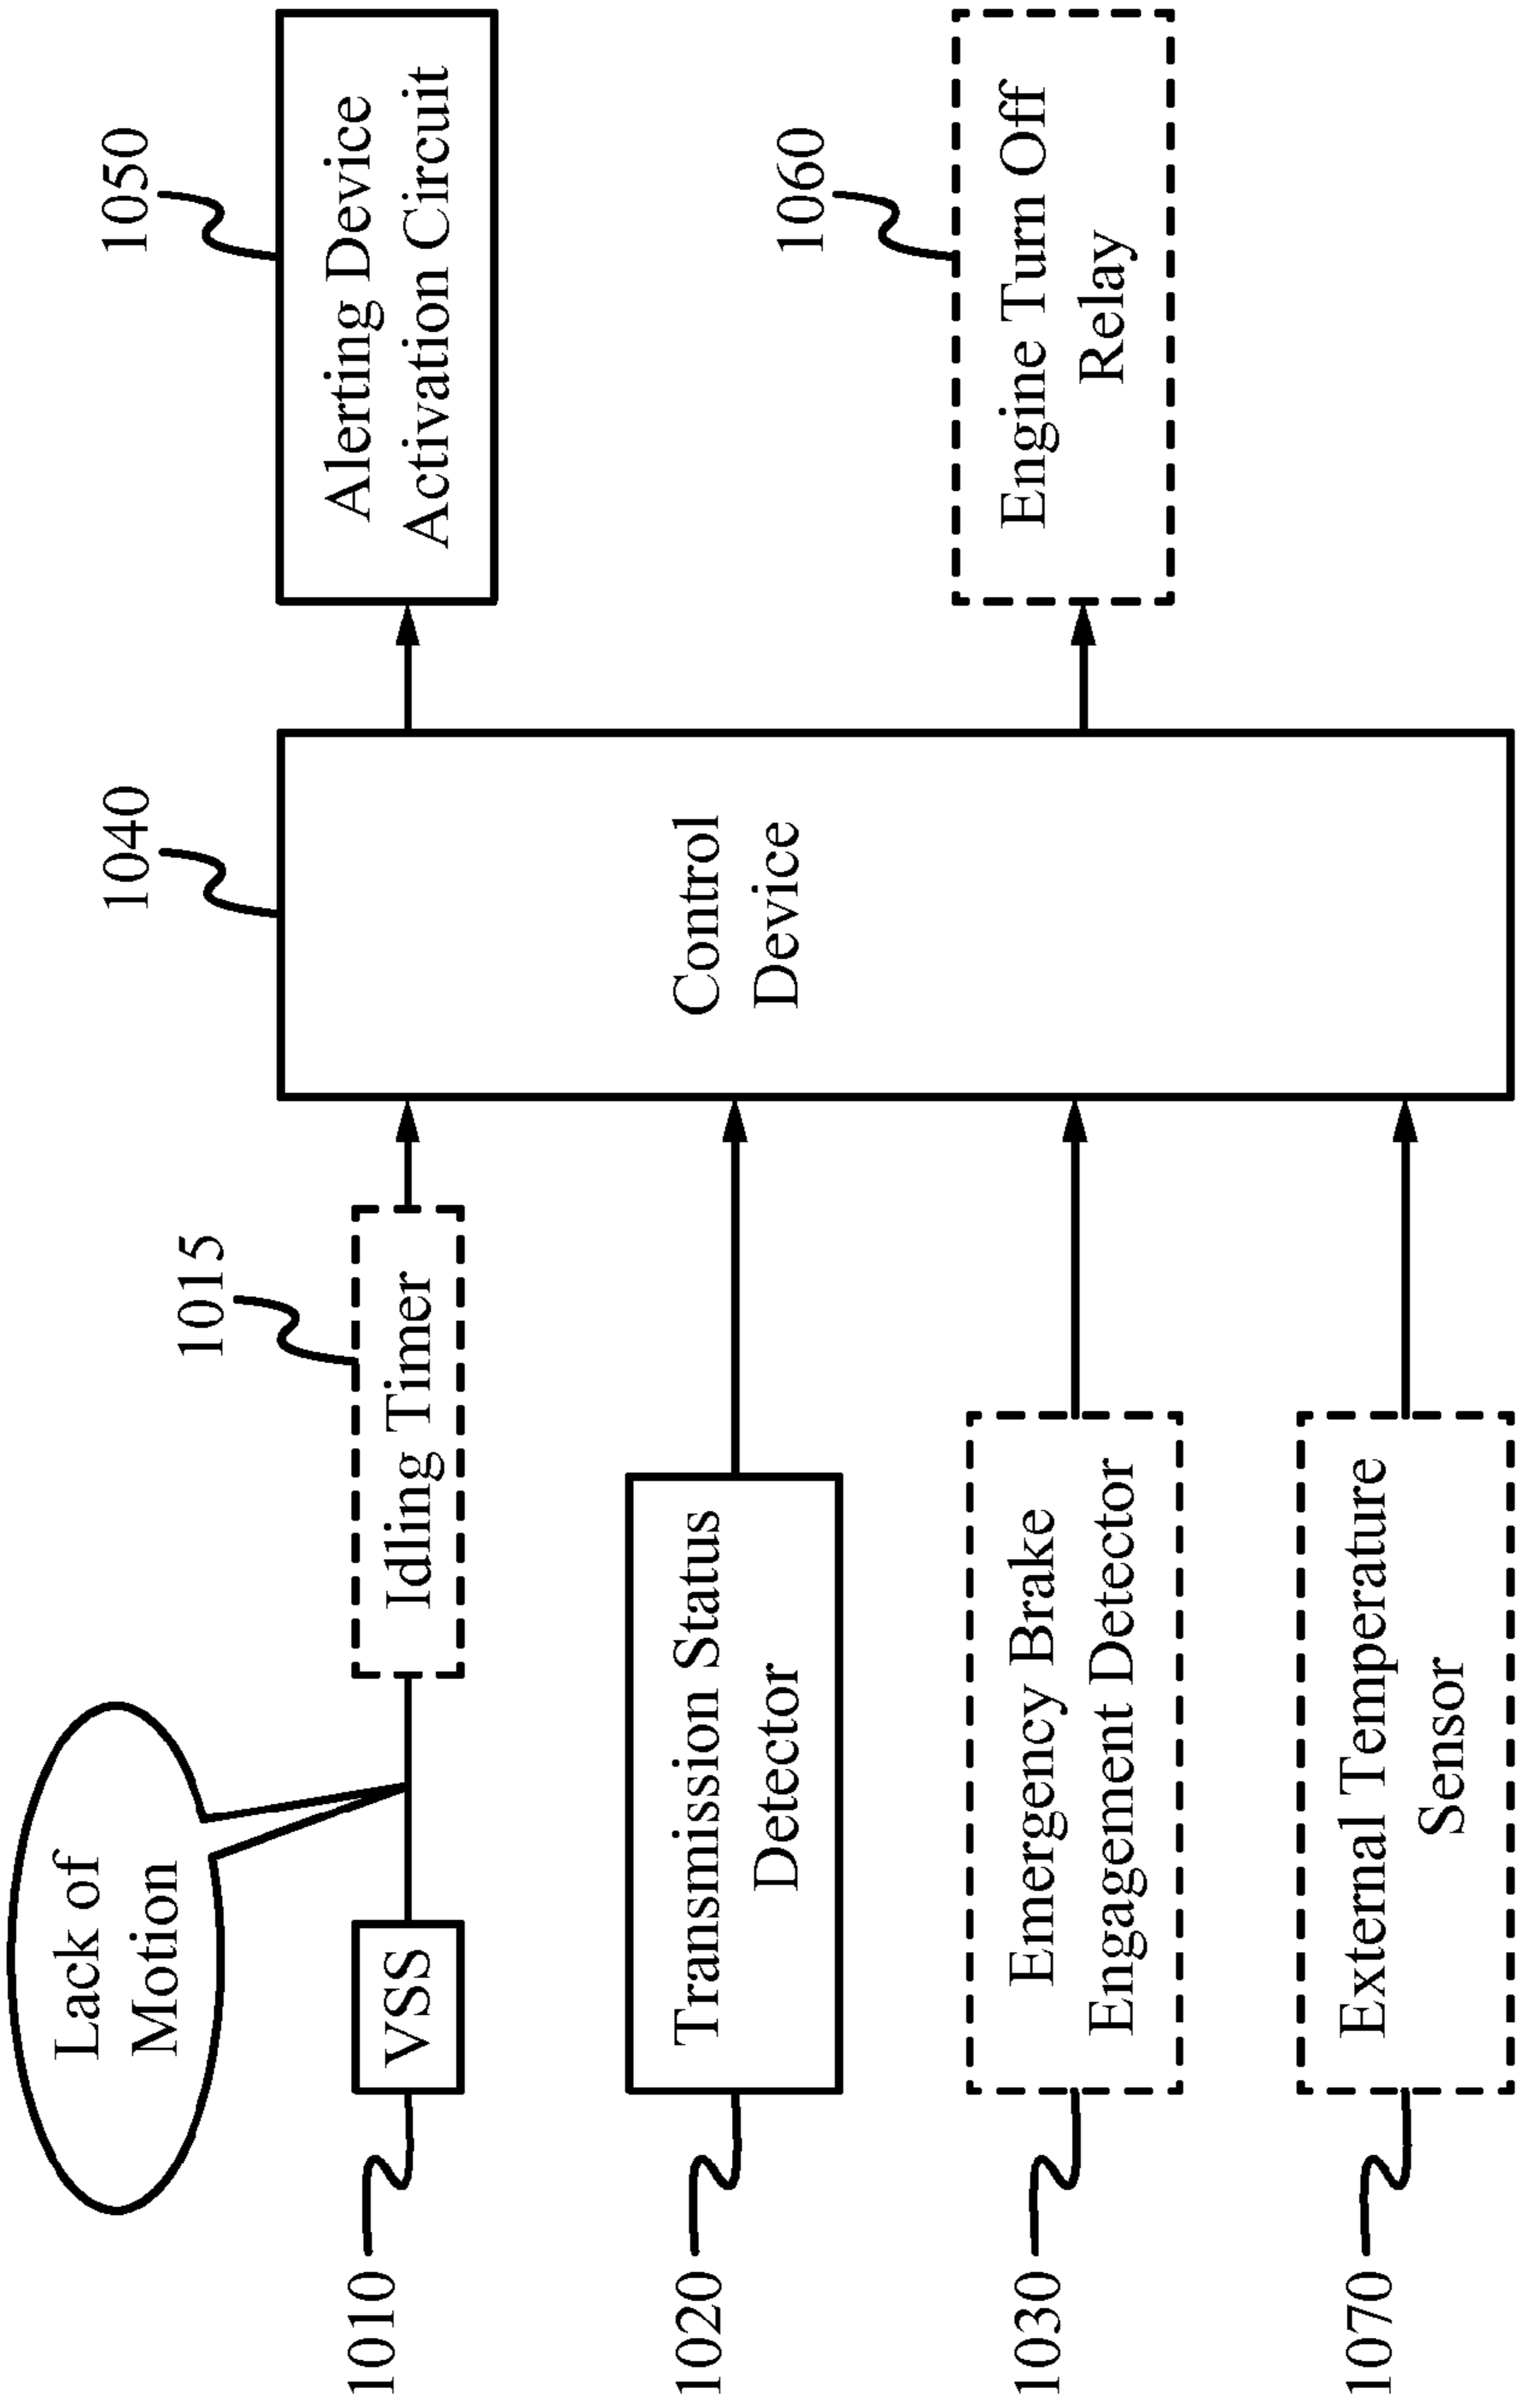 Lack of
Motion
1010
VSS
1015
Idling Timer
1020
Transmission Status
Detector
1030
Emergency Brake
Engagement Detector
1070
External Temperature
Sensor
1040
Control
Device
1050
Alerting Device
Activation Circuit
1060
Engine Turn Off
Relay